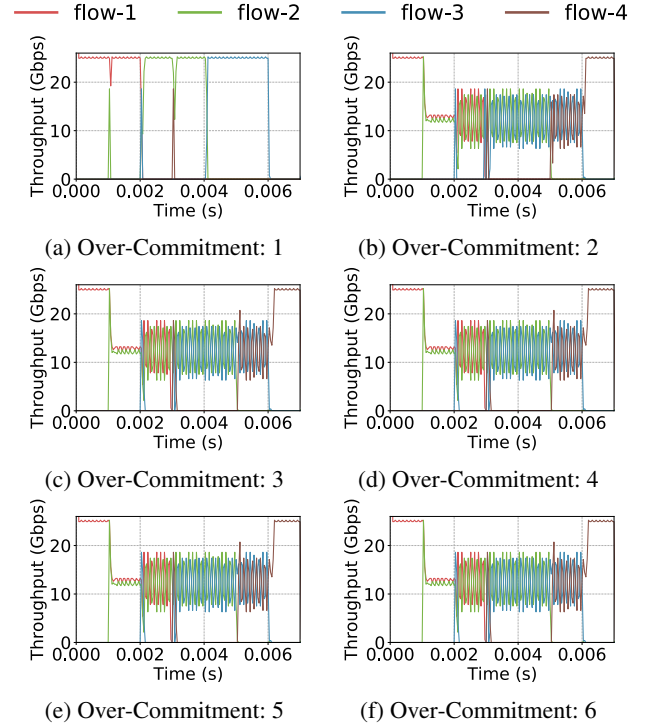 flow-1 flow-2 flow-3 flow-4
Throughput (Gbps)
20
10
0
0.000 0.002 0.004 0.006
Time (s)
(a) Over-Commitment: 1
Throughput (Gbps)
20
10
0
0.000 0.002 0.004 0.006
Time (s)
(b) Over-Commitment: 2
Throughput (Gbps)
20
10
0
0.000 0.002 0.004 0.006
Time (s)
(c) Over-Commitment: 3
Throughput (Gbps)
20
10
0
0.000 0.002 0.004 0.006
Time (s)
(d) Over-Commitment: 4
Throughput (Gbps)
20
10
0
0.000 0.002 0.004 0.006
Time (s)
(e) Over-Commitment: 5
Throughput (Gbps)
20
10
0
0.000 0.002 0.004 0.006
Time (s)
(f) Over-Commitment: 6